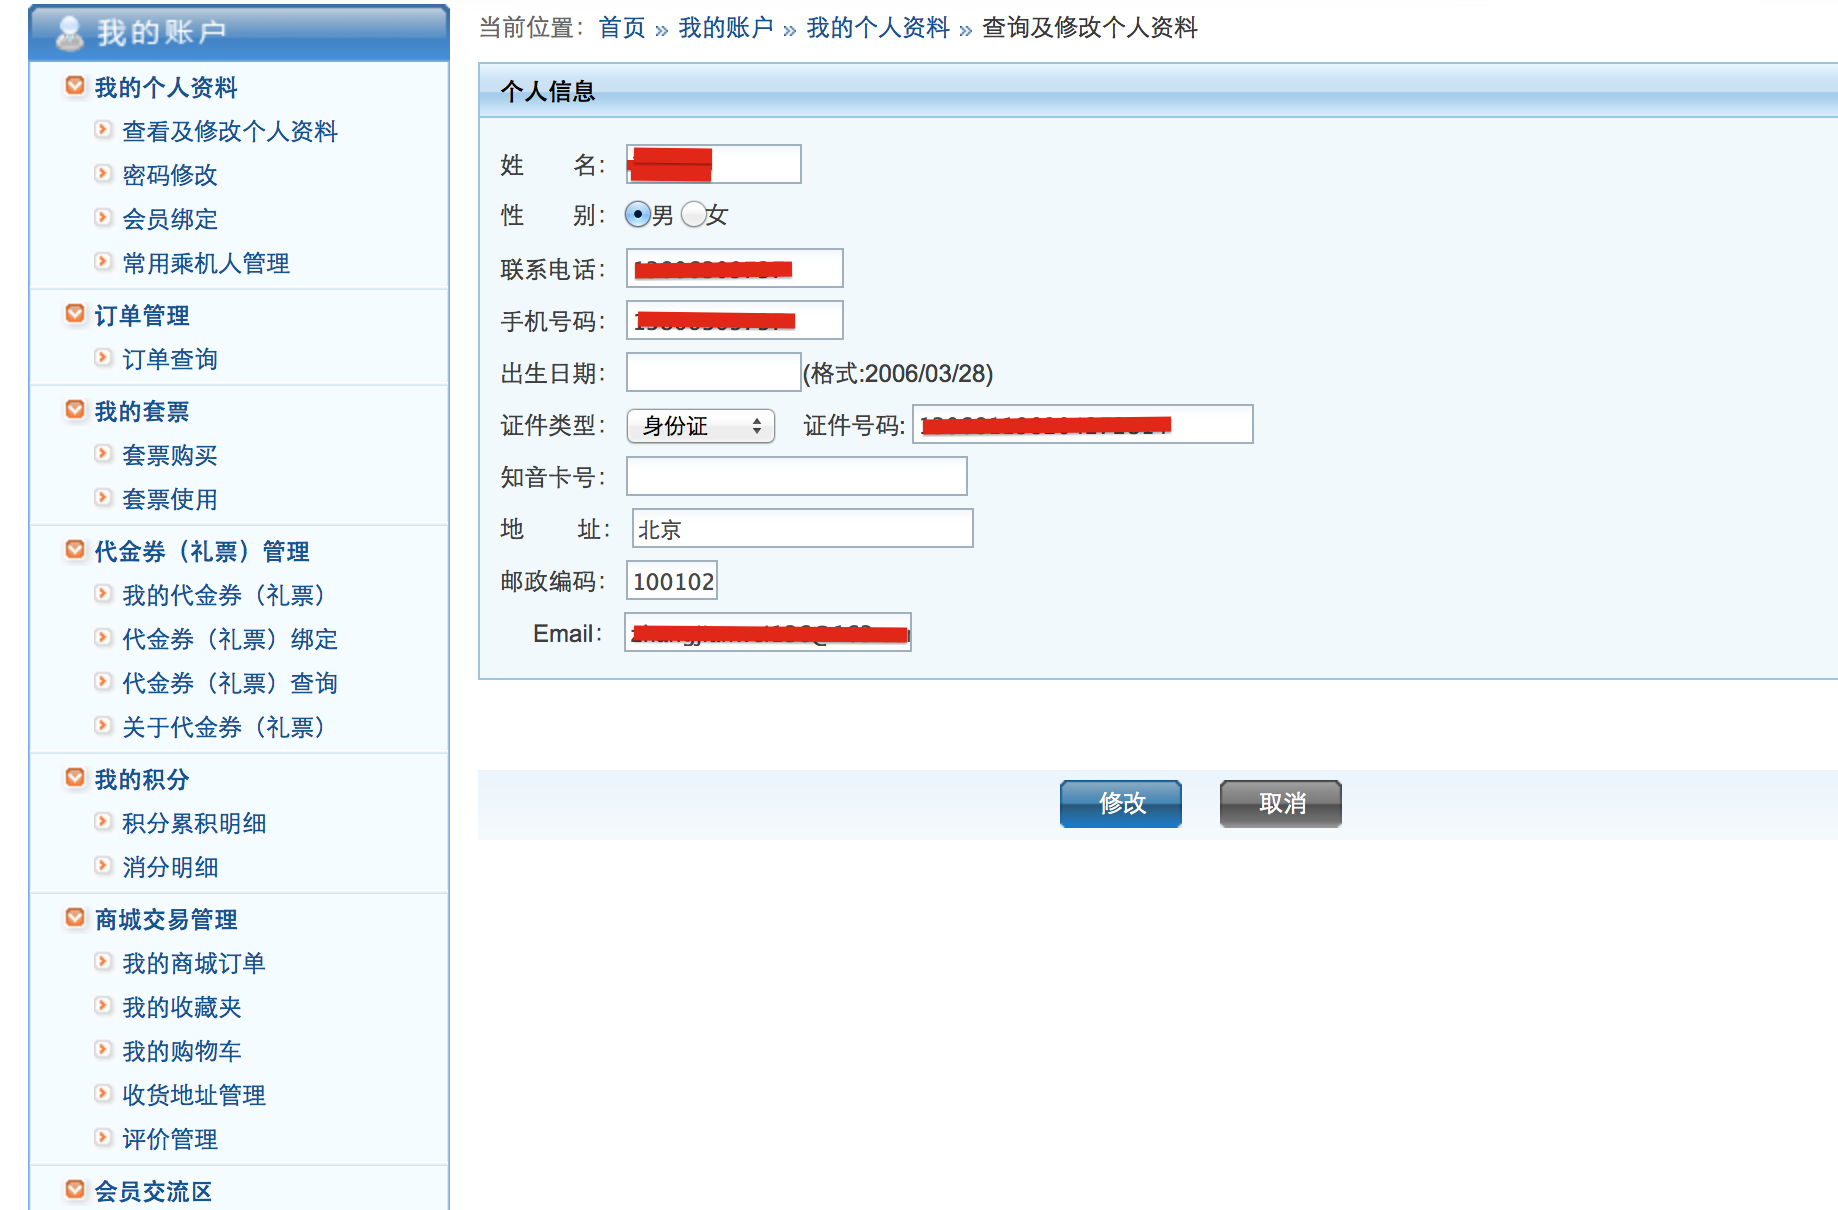 我的账户
我的个人资料
查看及修改个人资料
密码修改
会员绑定
常用乘机人管理
订单管理
订单查询
我的套票
套票购买
套票使用
代金券（礼票）管理
我的代金券（礼票）
代金券（礼票）绑定
代金券（礼票）查询
关于代金券（礼票）
我的积分
积分累积明细
消分明细
商城交易管理
我的商城订单
我的收藏夹
我的购物车
收货地址管理
评价管理
会员交流区
当前位置：首页 » 我的账户 » 我的个人资料 » 查询及修改个人资料
个人信息
姓 名：
性 别： 男 女
联系电话：
手机号码：
出生日期： (格式:2006/03/28)
证件类型： 身份证 证件号码:
知音卡号：
地 址： 北京
邮政编码： 100102
Email：
修改 取消